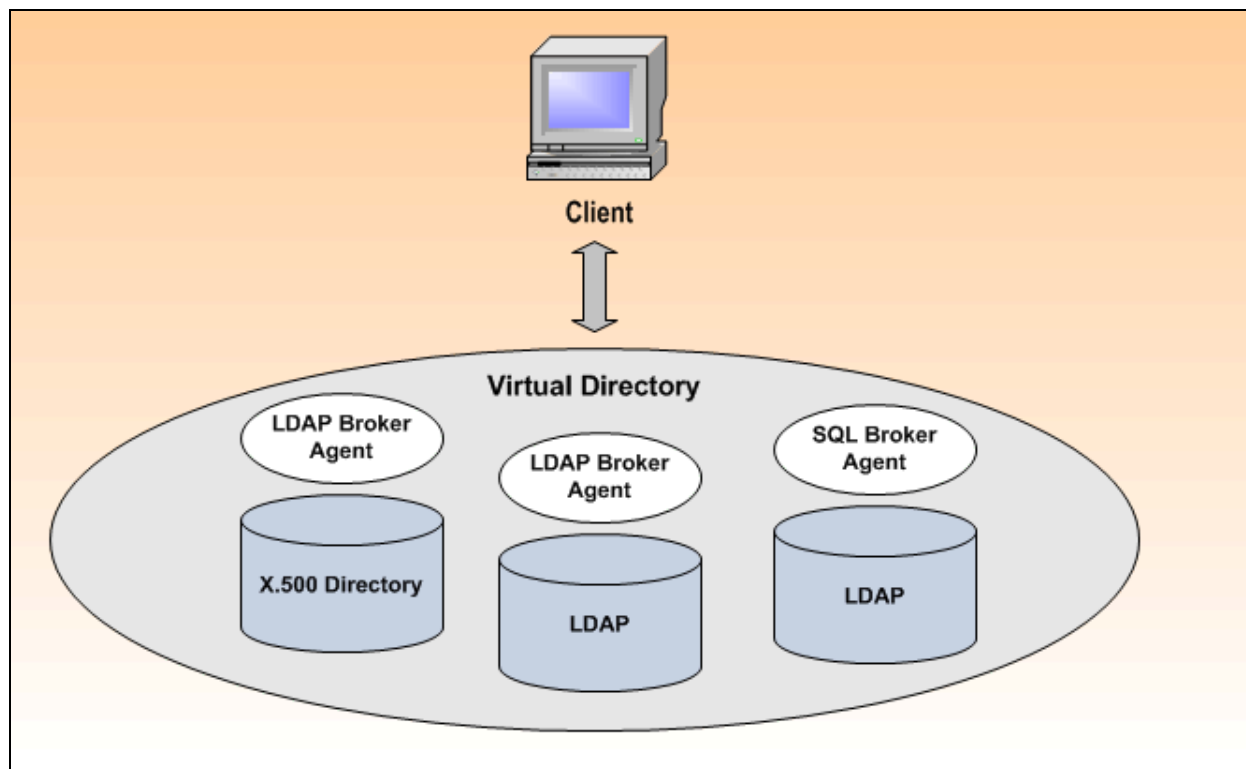 Client
Virtual Directory
LDAP Broker
Agent
LDAP Broker
Agent
SQL Broker
Agent
X.500 Directory
LDAP
LDAP